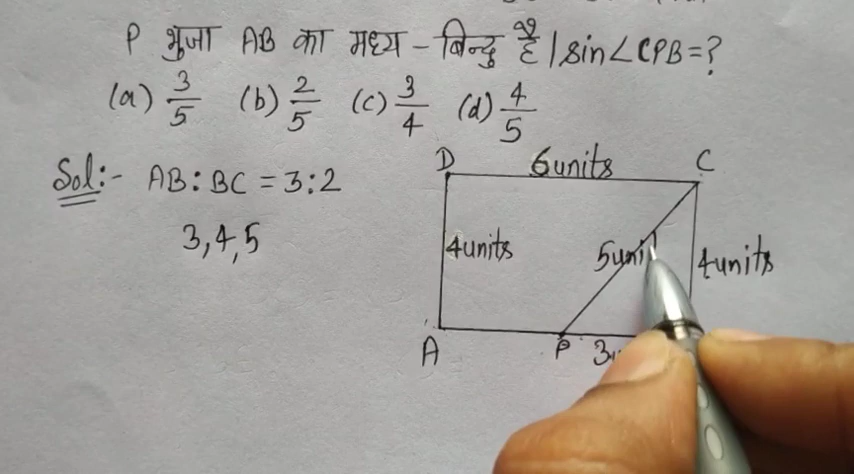 P भुजा AB का मध्य - बिन्दु है। sin∠CPB=?
(a) 3/5 (b) 2/5 (c) 3/4 (d) 4/5
Sol:- AB:BC = 3:2
3,4,5
D 6units C
4units 4units
A P